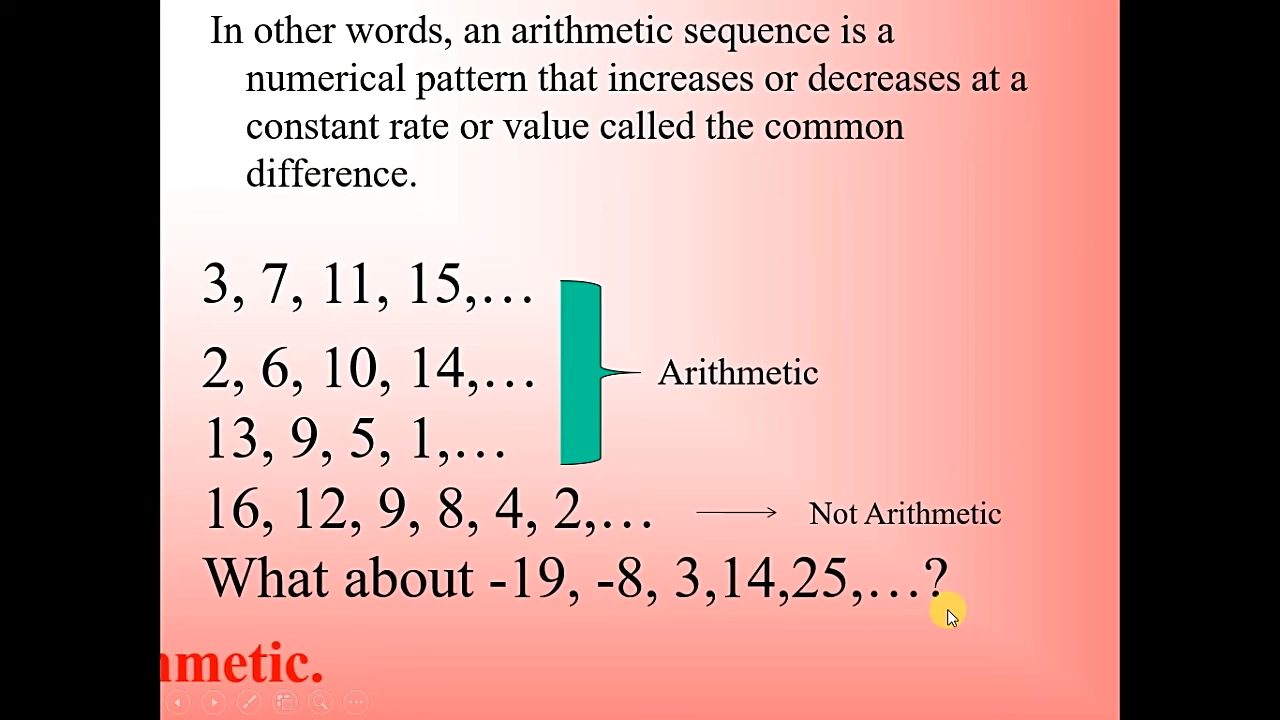 In other words, an arithmetic sequence is a
numerical pattern that increases or decreases at a
constant rate or value called the common
difference.
3, 7, 11, 15,…
2, 6, 10, 14,…
Arithmetic
13, 9, 5, 1,…
16, 12, 9, 8, 4, 2,…
Not Arithmetic
What about -19, -8, 3,14,25,…?
metic.